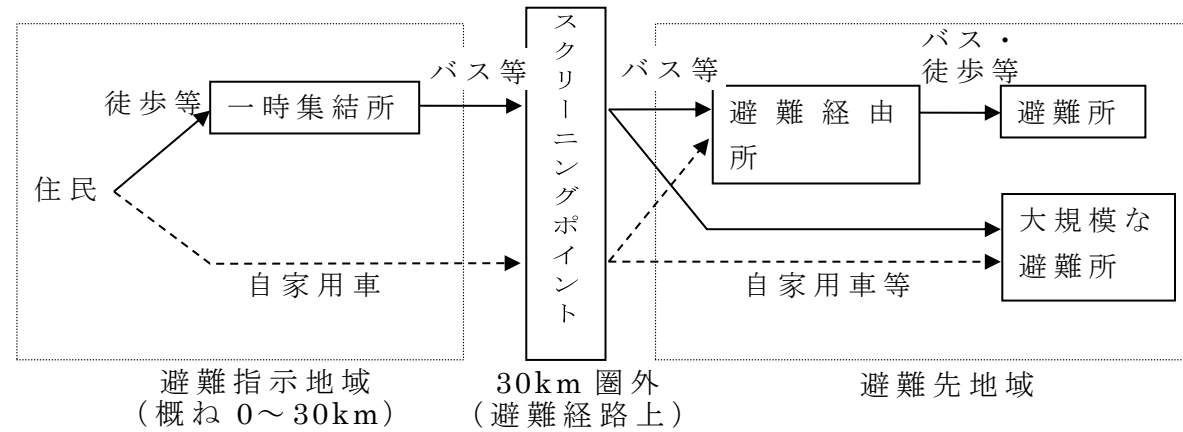 徒歩等
一時集結所
バス等
住民
自家用車
避難指示地域
（概ね 0～30km）
スクリーニングポイント
30km 圏外
（避難経路上）
バス等
避難経由
所
バス・
徒歩等
避難所
大規模な
避難所
自家用車等
避難先地域